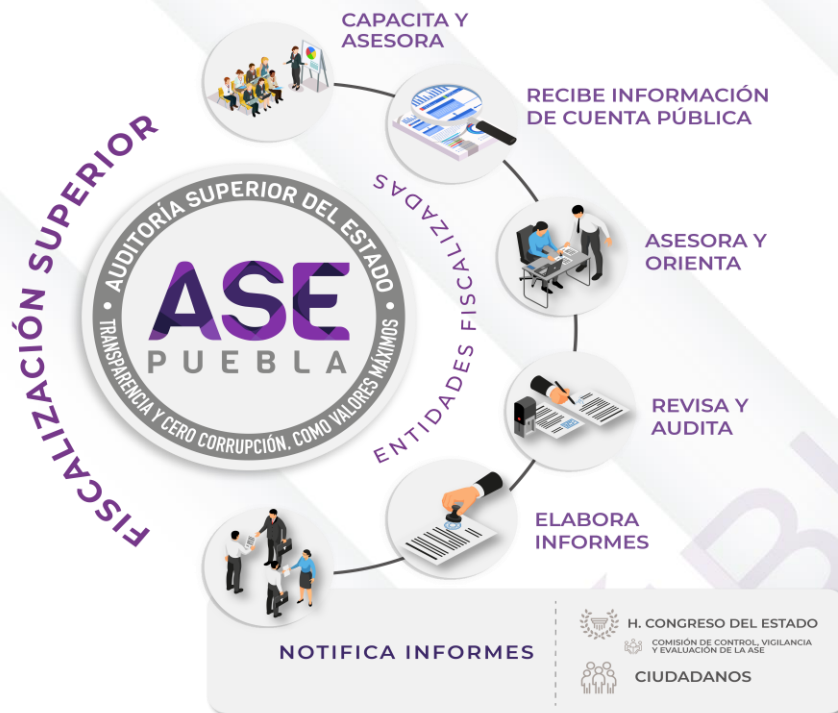 CAPACITA Y
ASESORA
RECIBE INFORMACIÓN
DE CUENTA PÚBLICA
FISCALIZACIÓN SUPERIOR
AUDITORÍA SUPERIOR DEL ESTADO
ASE
PUEBLA
TRANSPARENCIA Y CERO CORRUPCIÓN, COMO VALORES MÁXIMOS
ENTIDADES FISCALIZADAS
ASESORA Y
ORIENTA
REVISA Y
AUDITA
ELABORA
INFORMES
NOTIFICA INFORMES
H. CONGRESO DEL ESTADO
COMISIÓN DE CONTROL, VIGILANCIA
Y EVALUACIÓN DE LA ASE
CIUDADANOS